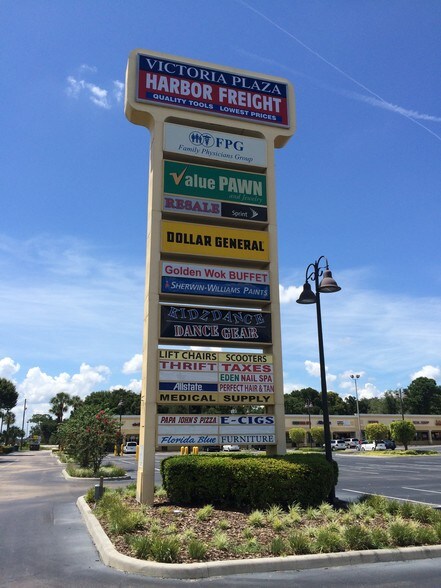 VICTORIA PLAZA
HARBOR FREIGHT
QUALITY TOOLS LOWEST PRICES
FPG
Family Physicians Group
Value PAWN
and Jewelry
RESALE Sprint
DOLLAR GENERAL
Golden Wok BUFFET
SHERWIN-WILLIAMS PAINTS
KIDZDANCE
DANCE GEAR
LIFT CHAIRS SCOOTERS
THRIFT TAXES
EDEN NAIL SPA
Allstate PERFECT HAIR & TAN
MEDICAL SUPPLY
PAPA JOHN'S PIZZA E-CIGS
Florida Blue FURNITURE